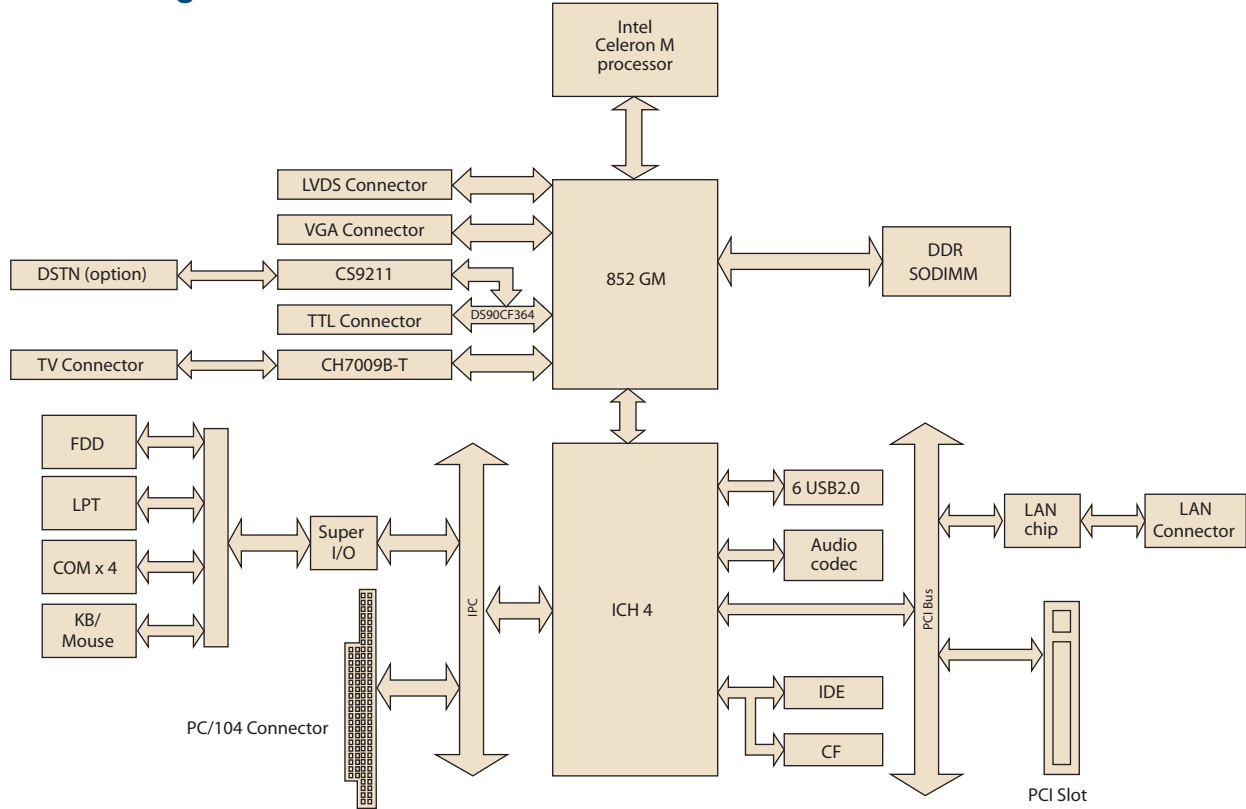 Intel
Celeron M
processor
LVDS Connector
VGA Connector
DSTN (option)
CS9211
852 GM
DDR
SODIMM
TTL Connector
DS90CF364
TV Connector
CH7009B-T
FDD
LPT
COM x 4
KB/
Mouse
Super
I/O
IPC
PC/104 Connector
ICH 4
6 USB2.0
Audio
codec
IDE
CF
PCI Bus
LAN
chip
LAN
Connector
PCI Slot